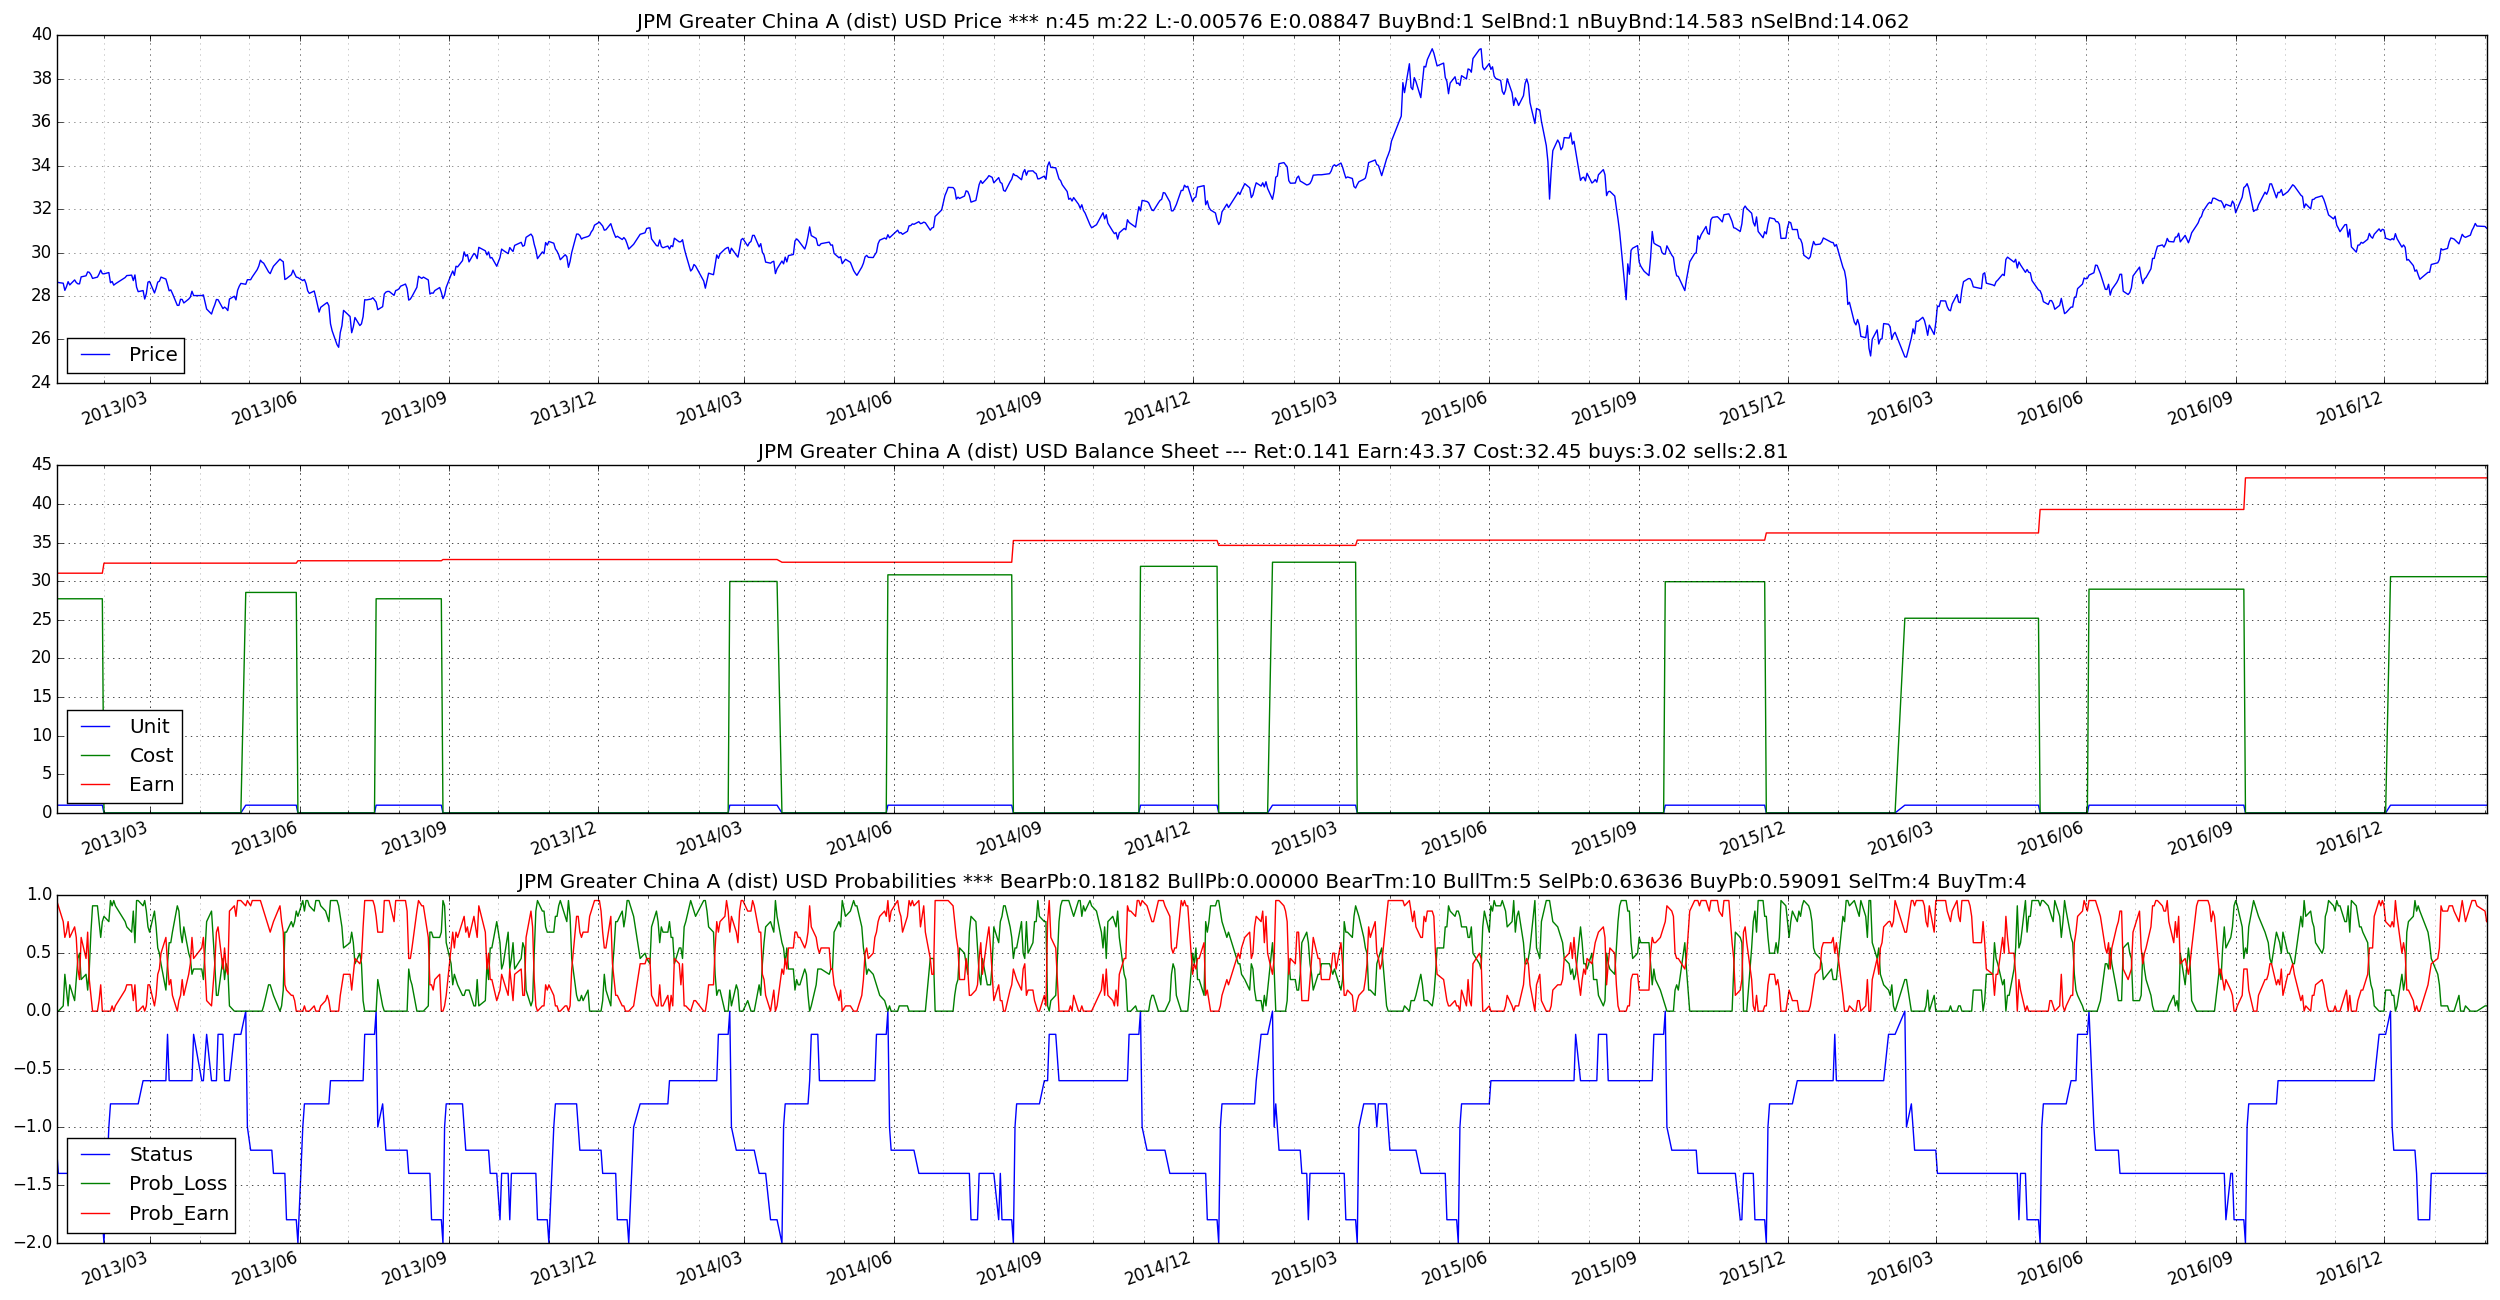 JPM Greater China A (dist) USD Price *** n:45 m:22 L:-0.00576 E:0.08847 BuyBnd:1 SelBnd:1 nBuyBnd:14.583 nSelBnd:14.062
40
38
36
34
32
30
28
26
24
Price
2013/03 2013/06 2013/09 2013/12 2014/03 2014/06 2014/09 2014/12 2015/03 2015/06 2015/09 2015/12 2016/03 2016/06 2016/09 2016/12
JPM Greater China A (dist) USD Balance Sheet --- Ret:0.141 Earn:43.37 Cost:32.45 buys:3.02 sells:2.81
45
40
35
30
25
20
15
10
5
0
Unit
Cost
Earn
2013/03 2013/06 2013/09 2013/12 2014/03 2014/06 2014/09 2014/12 2015/03 2015/06 2015/09 2015/12 2016/03 2016/06 2016/09 2016/12
JPM Greater China A (dist) USD Probabilities *** BearPb:0.18182 BullPb:0.00000 BearTm:10 BullTm:5 SelPb:0.63636 BuyPb:0.59091 SelTm:4 BuyTm:4
1.0
0.5
0.0
−0.5
−1.0
−1.5
−2.0
Status
Prob_Loss
Prob_Earn
2013/03 2013/06 2013/09 2013/12 2014/03 2014/06 2014/09 2014/12 2015/03 2015/06 2015/09 2015/12 2016/03 2016/06 2016/09 2016/12